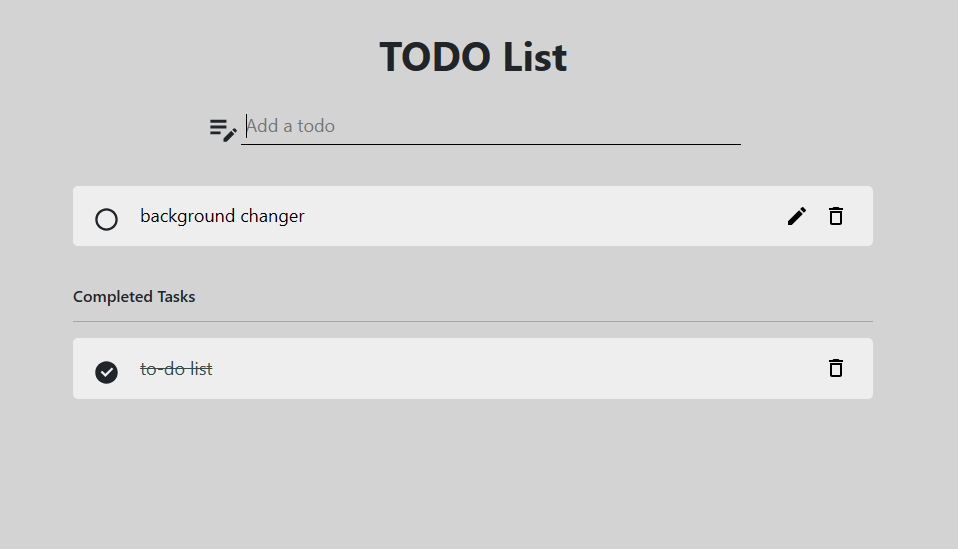 TODO List
Add a todo
background changer
Completed Tasks
to-do list